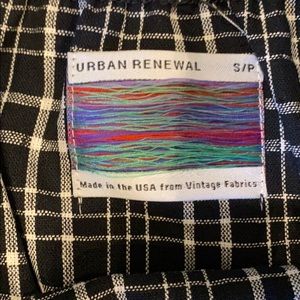 URBAN RENEWAL S/P
Made in the USA from Vintage Fabrics